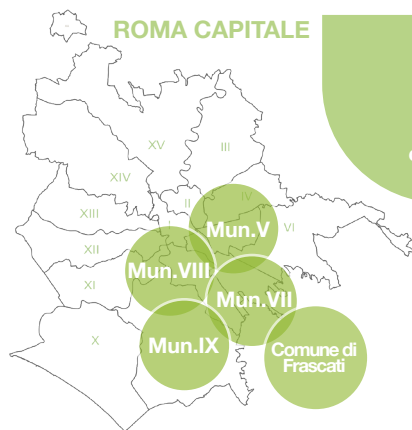 ROMA CAPITALE
XV
III
XIV
II
IV
XIII
I
Mun.V
VI
XII
Mun.VIII
XI
Mun.VII
X
Mun.IX
Comune di
Frascati